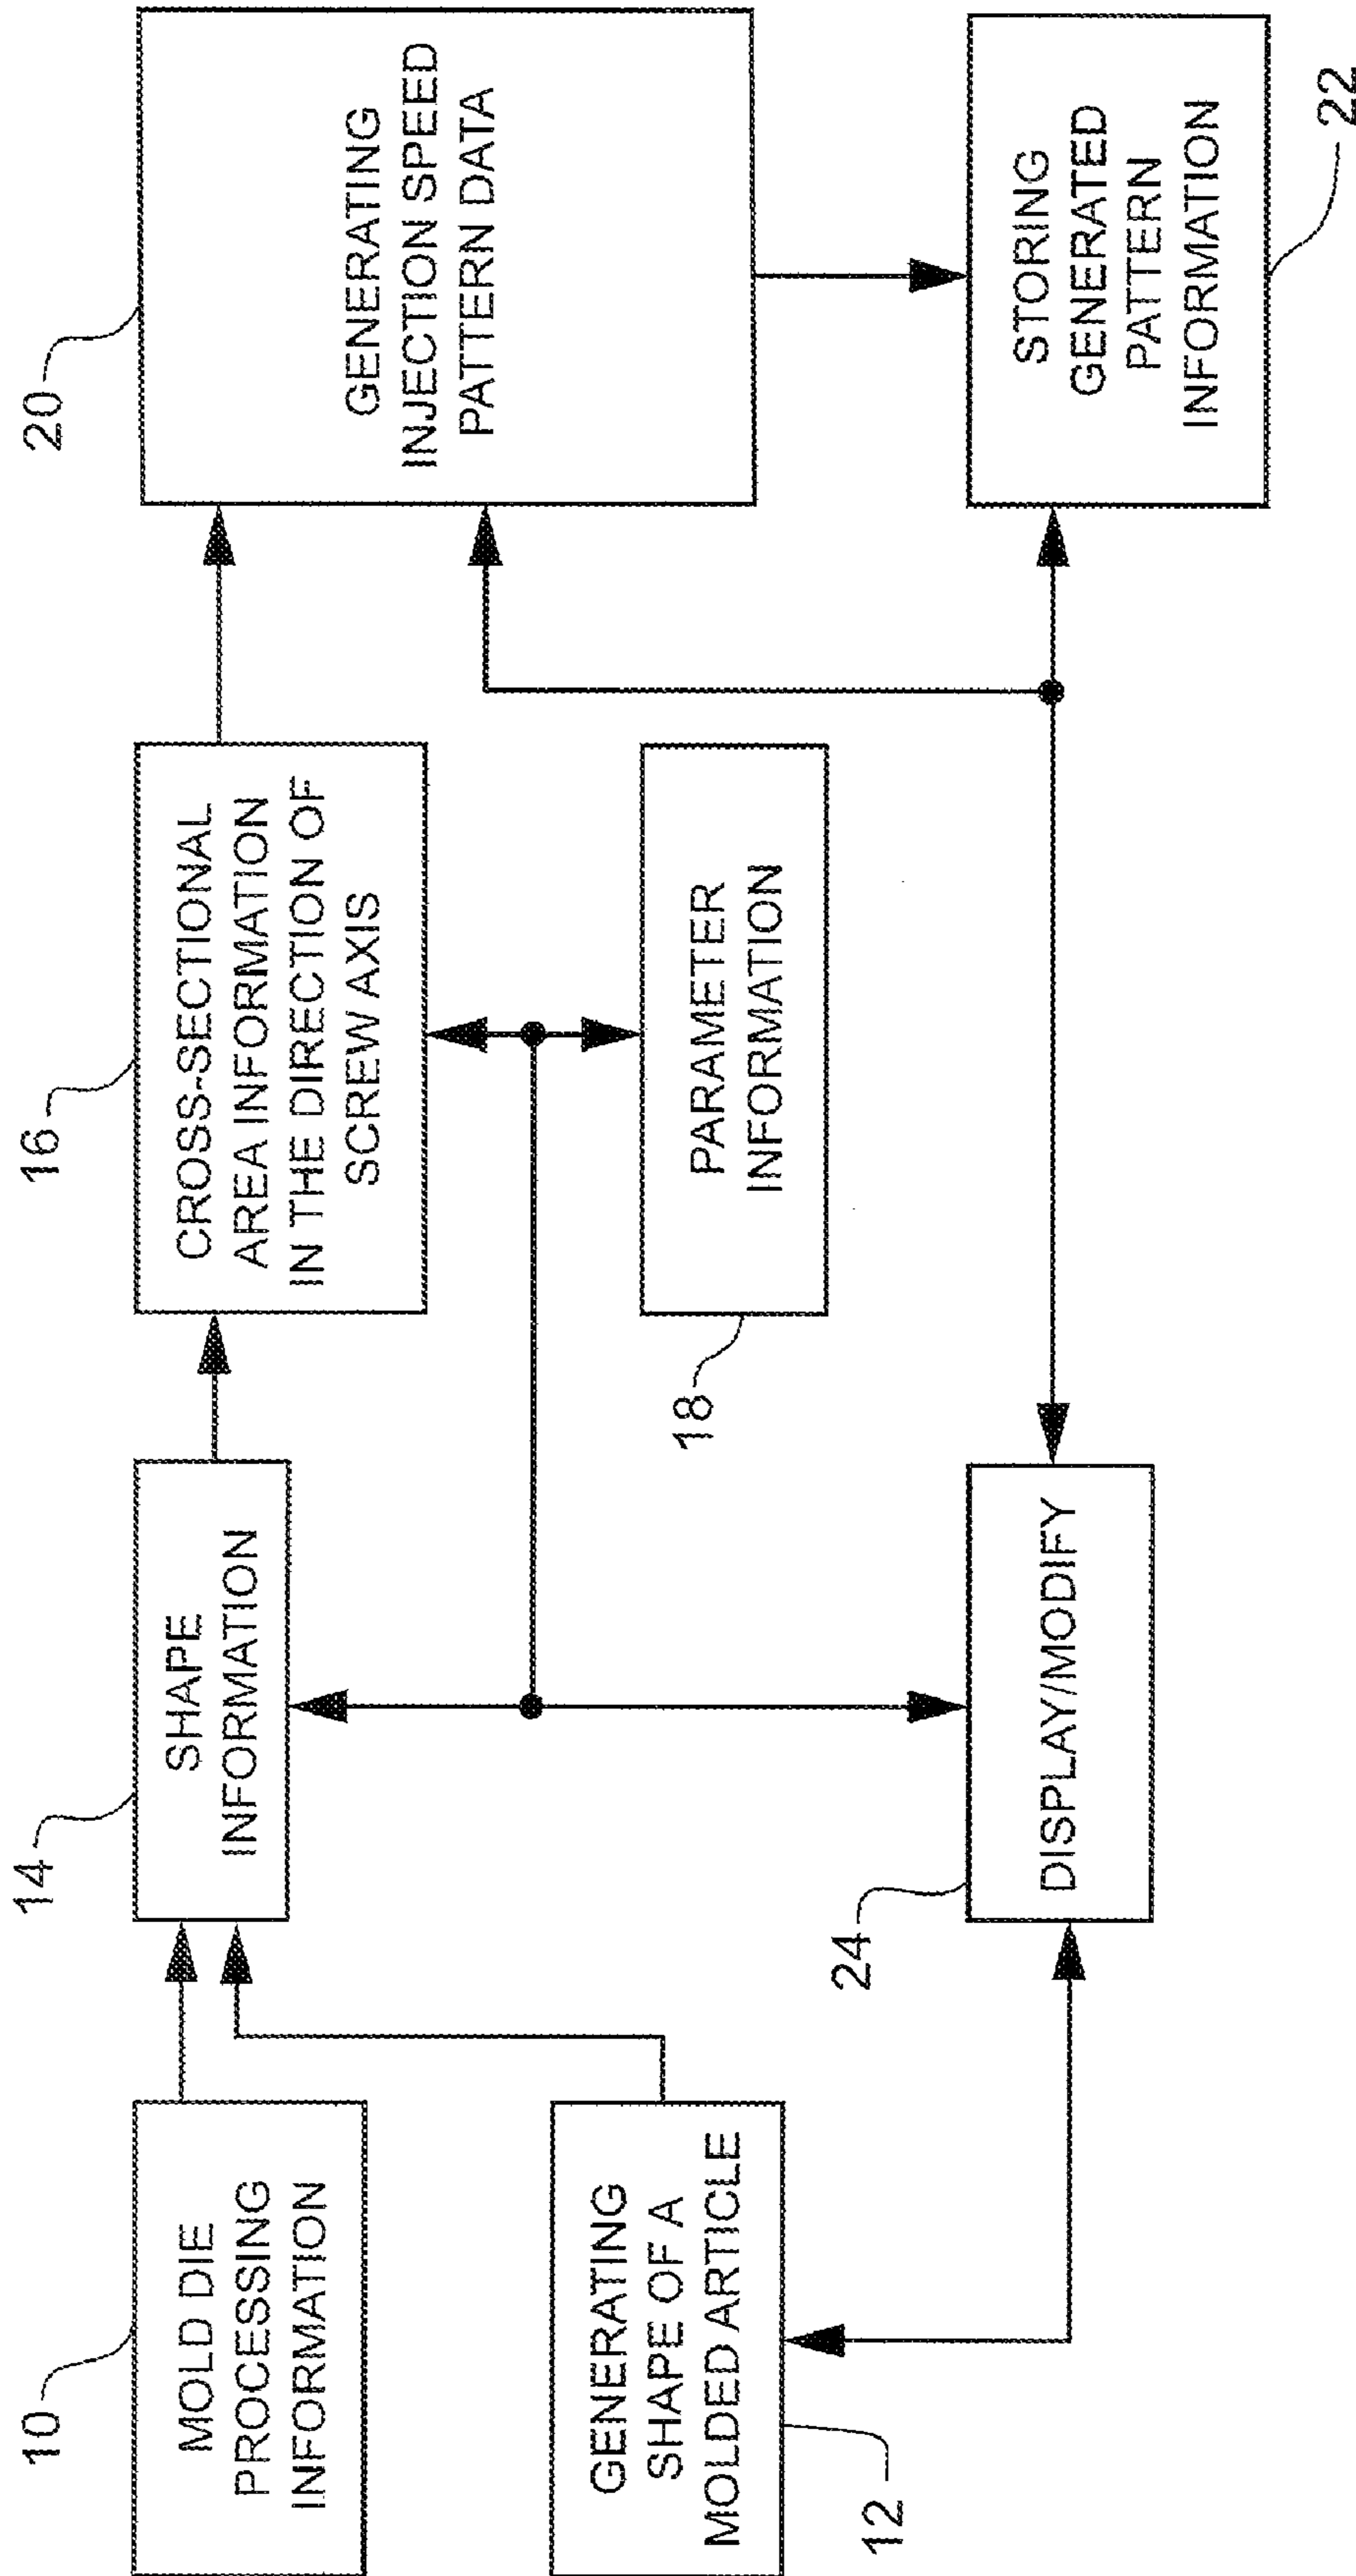 10
MOLD DIE
PROCESSING
INFORMATION
12
GENERATING
SHAPE OF A
MOLDED ARTICLE
14
SHAPE
INFORMATION
16
CROSS-SECTIONAL
AREA INFORMATION
IN THE DIRECTION OF
SCREW AXIS
18
PARAMETER
INFORMATION
20
GENERATING
INJECTION SPEED
PATTERN DATA
22
STORING
GENERATED
PATTERN
INFORMATION
24
DISPLAY/MODIFY